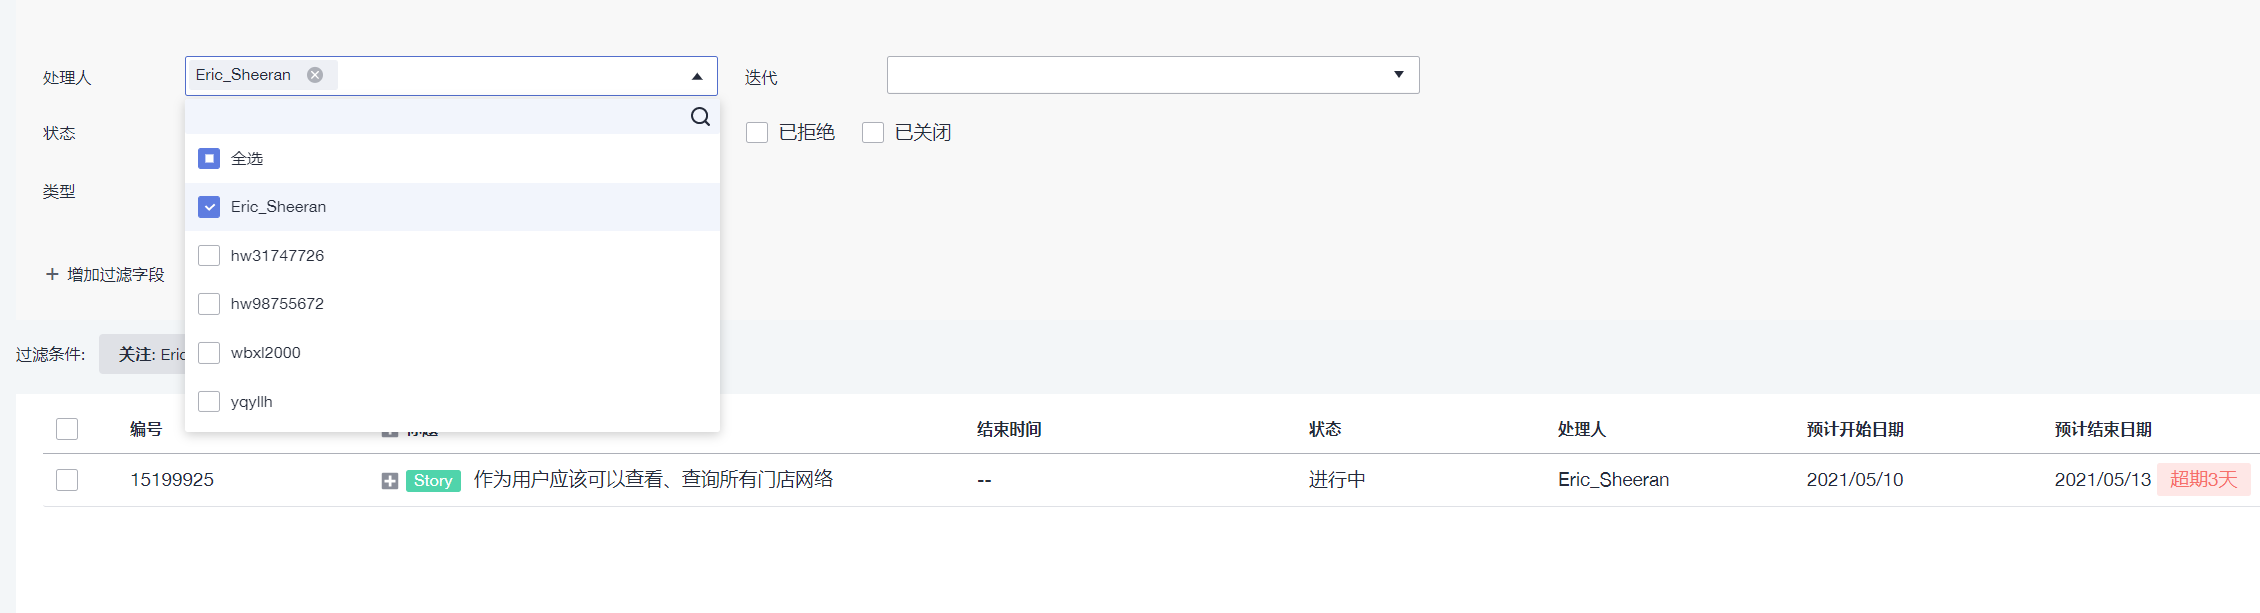 处理人 Eric_Sheeran 迭代
状态 已拒绝 已关闭
全选
类型
Eric_Sheeran
hw31747726
增加过滤字段
hw98755672
过滤条件: 关注: Eric
wbxl2000
yqyllh
编号 标题 结束时间 状态 处理人 预计开始日期 预计结束日期
15199925 Story 作为用户应该可以查看、查询所有门店网络 -- 进行中 Eric_Sheeran 2021/05/10 2021/05/13 超期3天